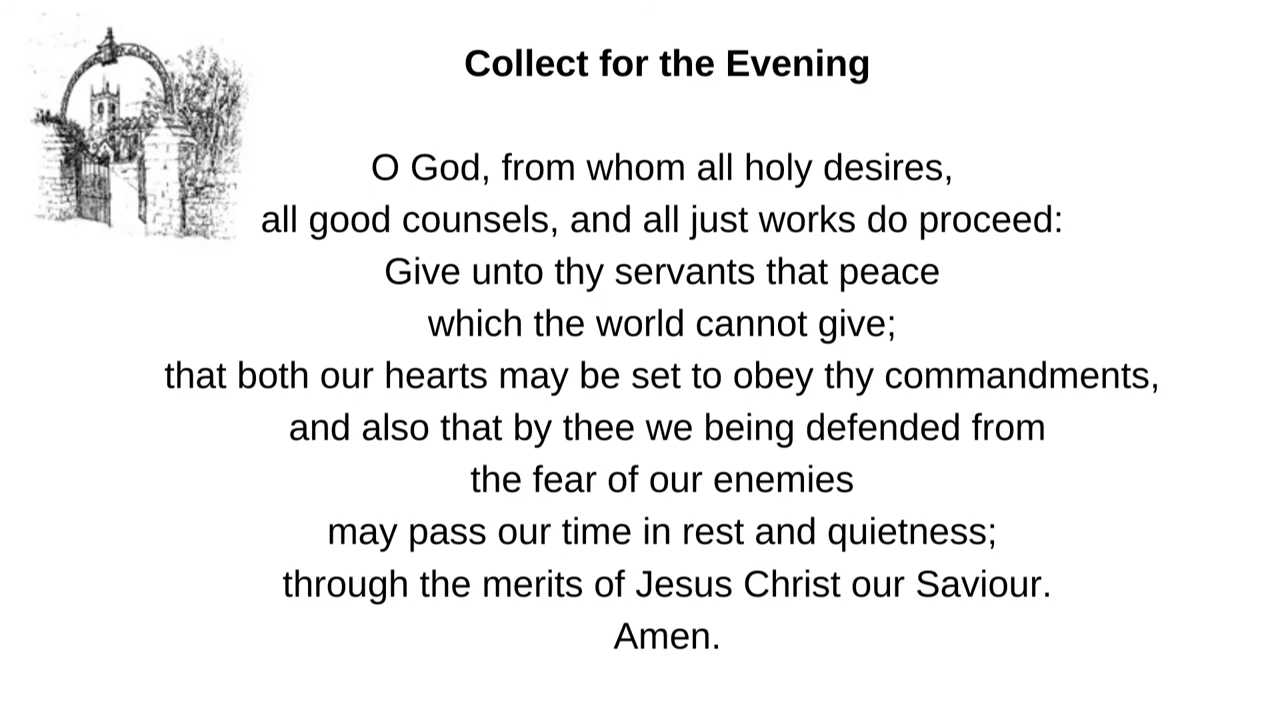 Collect for the Evening
O God, from whom all holy desires,
all good counsels, and all just works do proceed:
Give unto thy servants that peace
which the world cannot give;
that both our hearts may be set to obey thy commandments,
and also that by thee we being defended from
the fear of our enemies
may pass our time in rest and quietness;
through the merits of Jesus Christ our Saviour.
Amen.